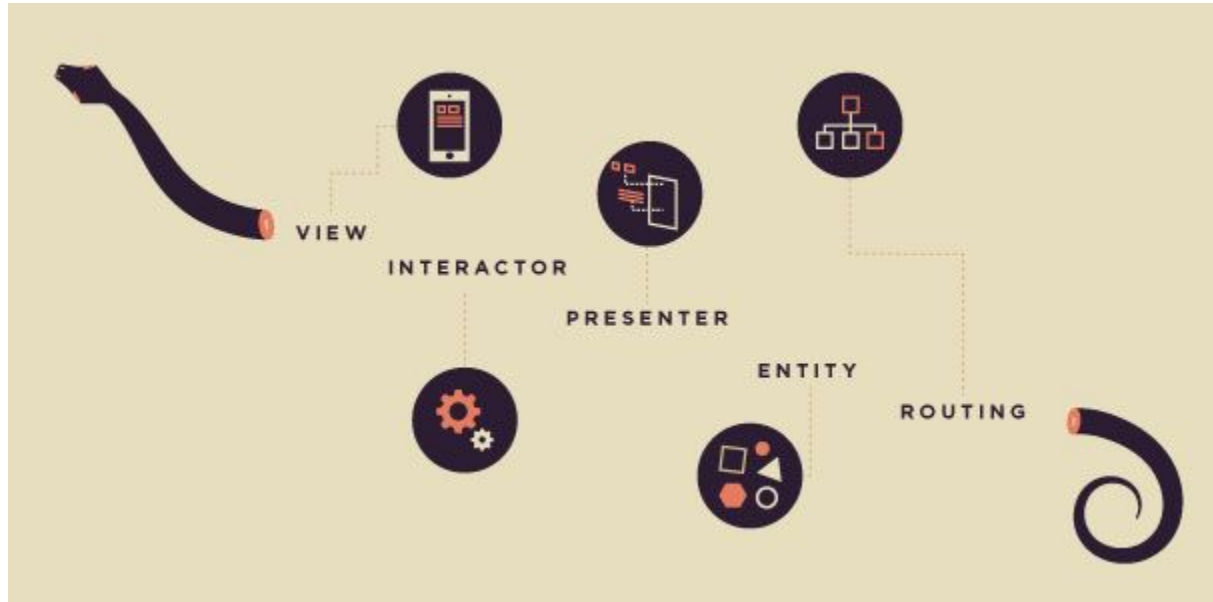 VIEW
INTERACTOR
PRESENTER
ENTITY
ROUTING